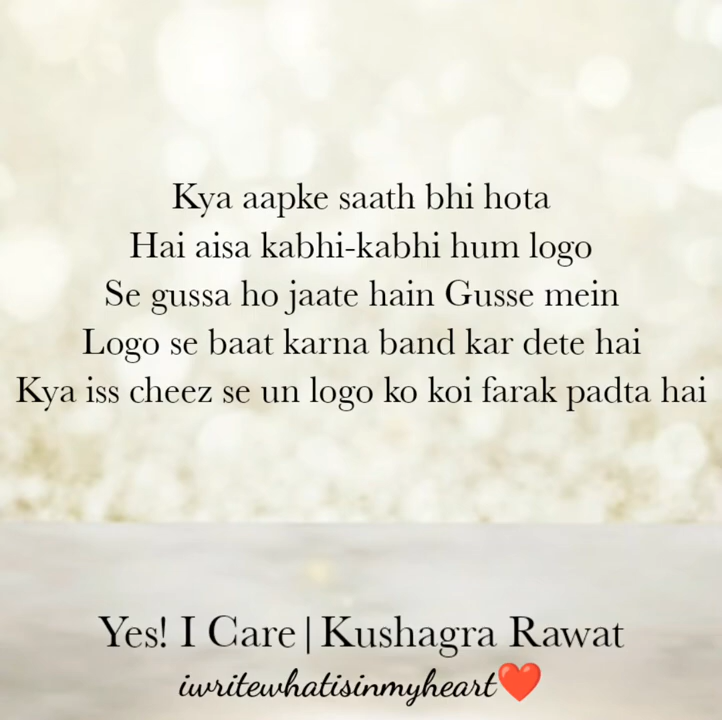 Kya aapke saath bhi hota
Hai aisa kabhi-kabhi hum logo
Se gussa ho jaate hain Gusse mein
Logo se baat karna band kar dete hai
Kya iss cheez se un logo ko koi farak padta hai
Yes! I Care | Kushagra Rawat
iwritewhatisinmyheart❤️